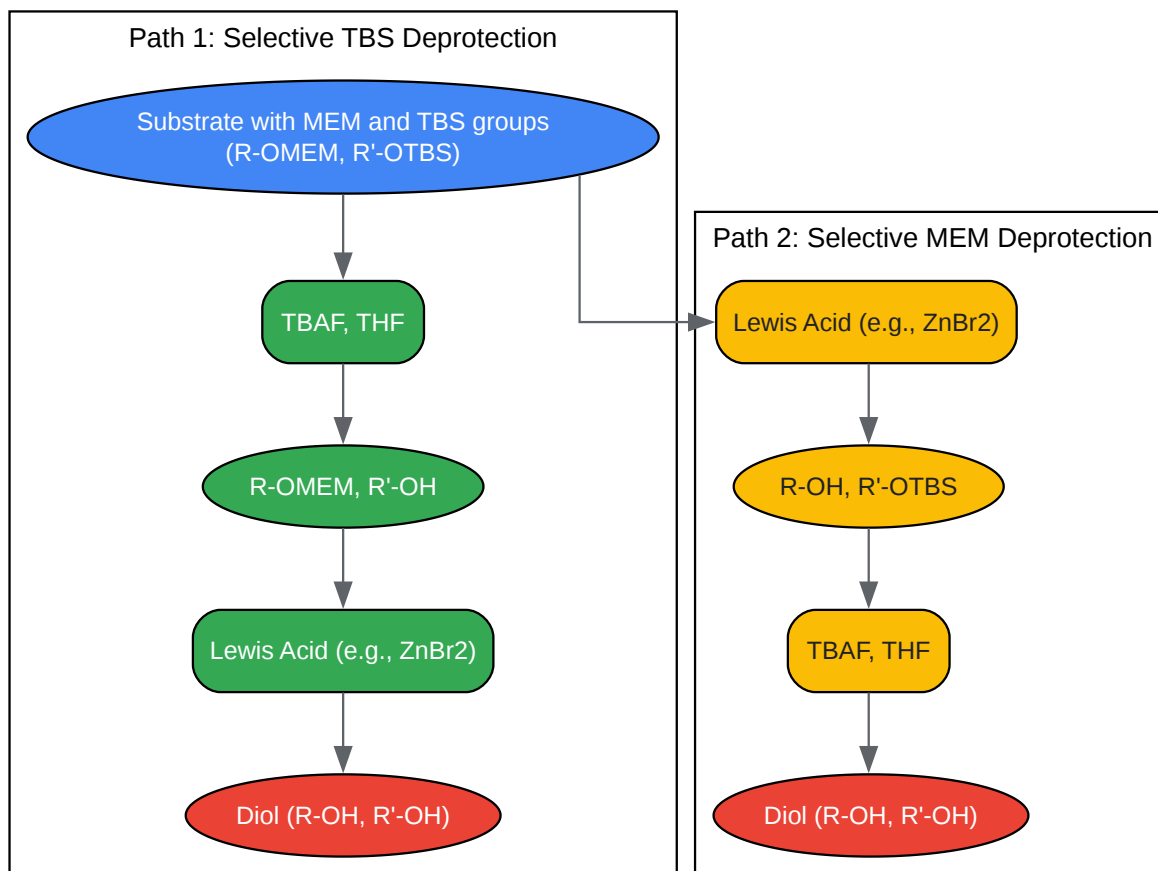 Path 1: Selective TBS Deprotection
Substrate with MEM and TBS groups
(R-OMEM, R'-OTBS)
TBAF, THF
R-OMEM, R'-OH
Lewis Acid (e.g., ZnBr2)
Diol (R-OH, R'-OH)
Path 2: Selective MEM Deprotection
Lewis Acid (e.g., ZnBr2)
R-OH, R'-OTBS
TBAF, THF
Diol (R-OH, R'-OH)